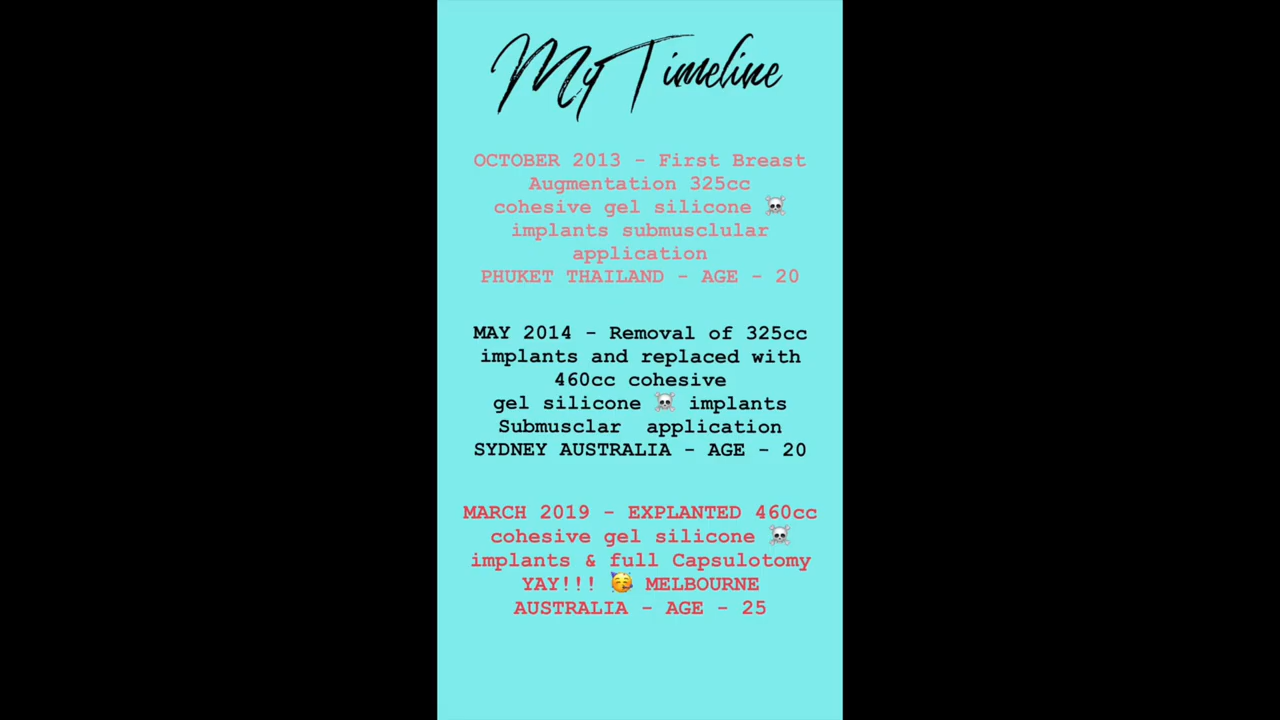 My Timeline
OCTOBER 2013 - First Breast
Augmentation 325cc
cohesive gel silicone ☠️
implants submusclular
application
PHUKET THAILAND - AGE - 20
MAY 2014 - Removal of 325cc
implants and replaced with
460cc cohesive
gel silicone ☠️ implants
Submusclar  application
SYDNEY AUSTRALIA - AGE - 20
MARCH 2019 - EXPLANTED 460cc
cohesive gel silicone ☠️
implants & full Capsulotomy
YAY!!! 🥳 MELBOURNE
AUSTRALIA - AGE - 25